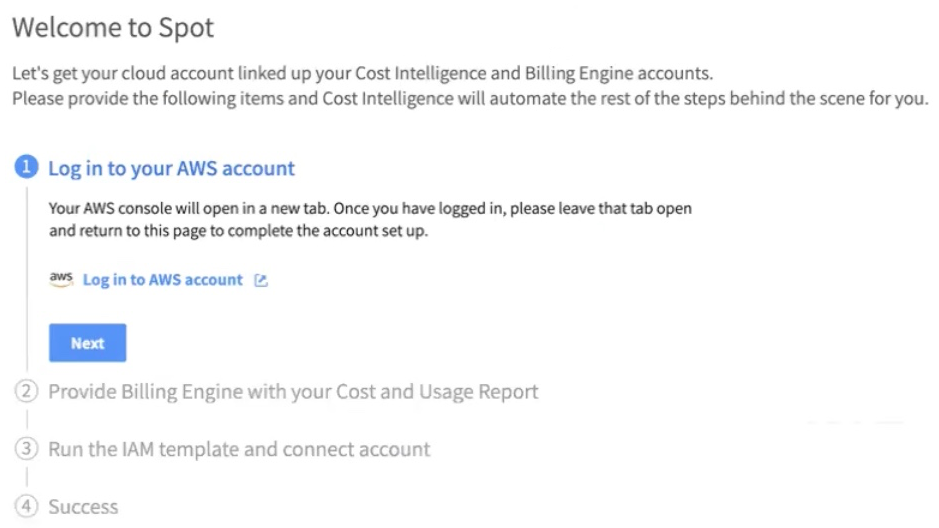 Welcome to Spot
Let's get your cloud account linked up your Cost Intelligence and Billing Engine accounts.
Please provide the following items and Cost Intelligence will automate the rest of the steps behind the scene for you.
1 Log in to your AWS account
Your AWS console will open in a new tab. Once you have logged in, please leave that tab open
and return to this page to complete the account set up.
aws Log in to AWS account
Next
2 Provide Billing Engine with your Cost and Usage Report
3 Run the IAM template and connect account
4 Success